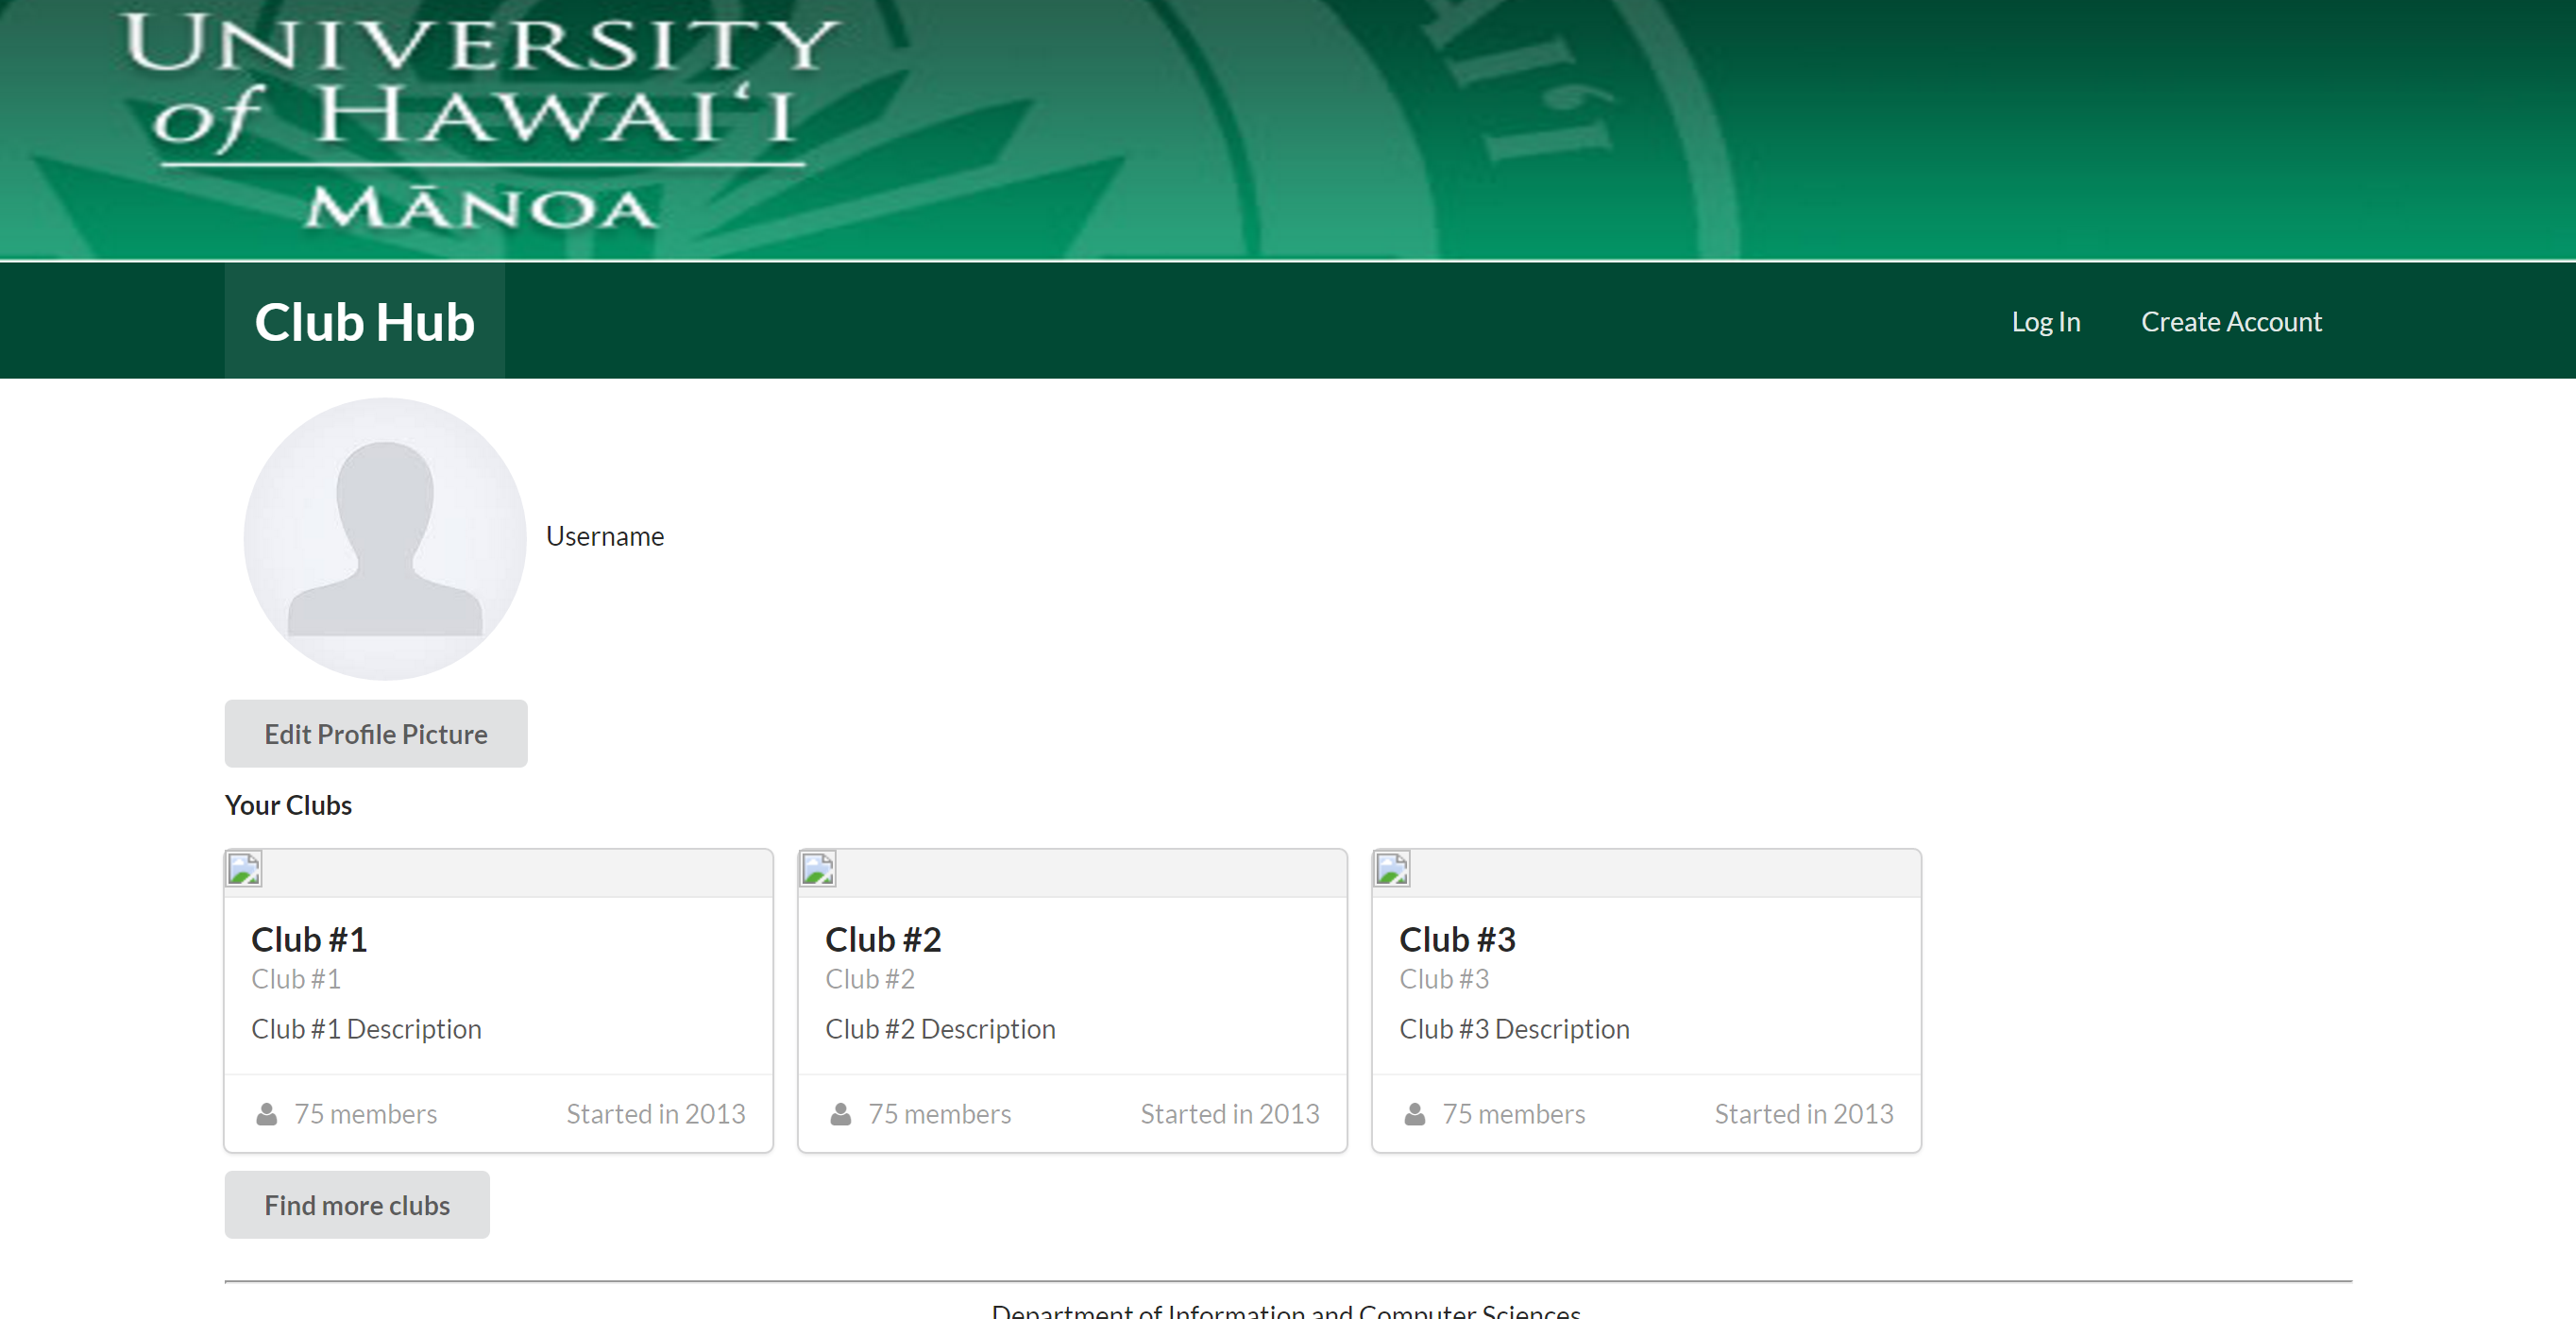 UNIVERSITY
of HAWAIʻI
MĀNOA
AIʻI
Club Hub
Log In
Create Account
Username
Edit Profile Picture
Your Clubs
Club #1
Club #1
Club #1 Description
75 members
Started in 2013
Club #2
Club #2
Club #2 Description
75 members
Started in 2013
Club #3
Club #3
Club #3 Description
75 members
Started in 2013
Find more clubs
Department of Information and Computer Sciences